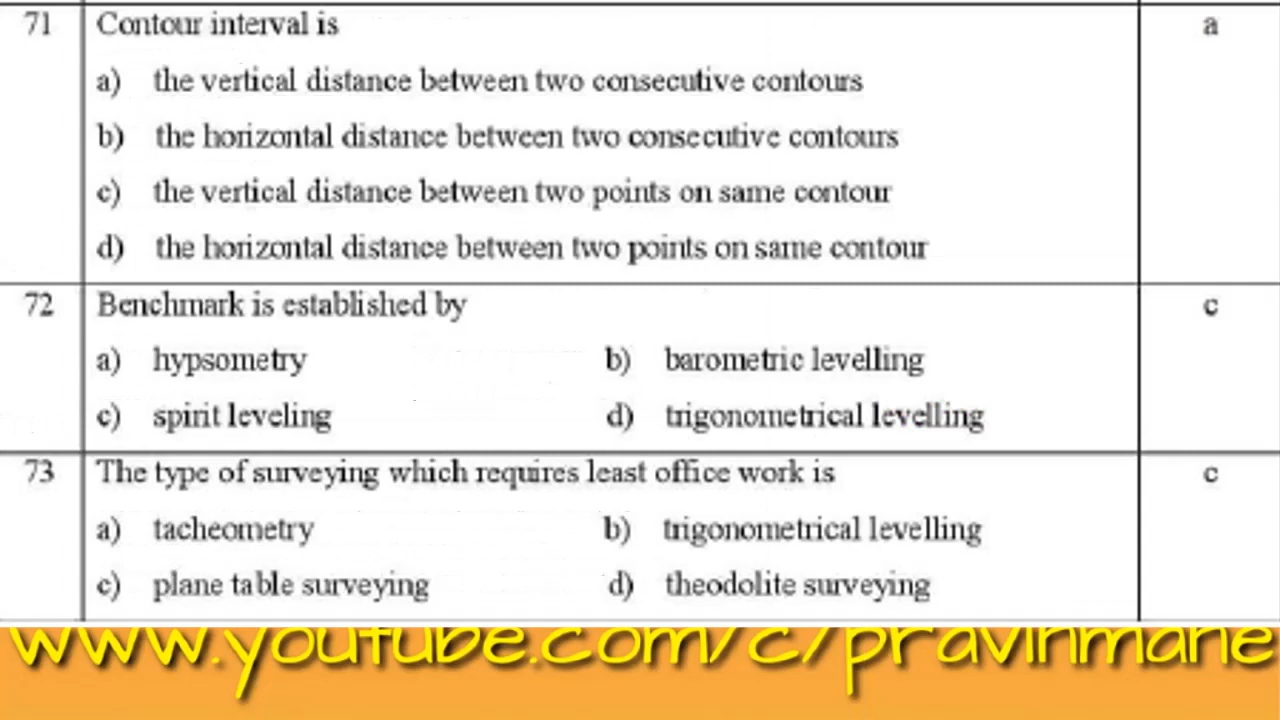 71 Contour interval is a
a) the vertical distance between two consecutive contours
b) the horizontal distance between two consecutive contours
c) the vertical distance between two points on same contour
d) the horizontal distance between two points on same contour
72 Benchmark is established by c
a) hypsometry b) barometric levelling
c) spirit leveling d) trigonometrical levelling
73 The type of surveying which requires least office work is c
a) tacheometry b) trigonometrical levelling
c) plane table surveying d) theodolite surveying
www.youtube.com/c/pravinmane